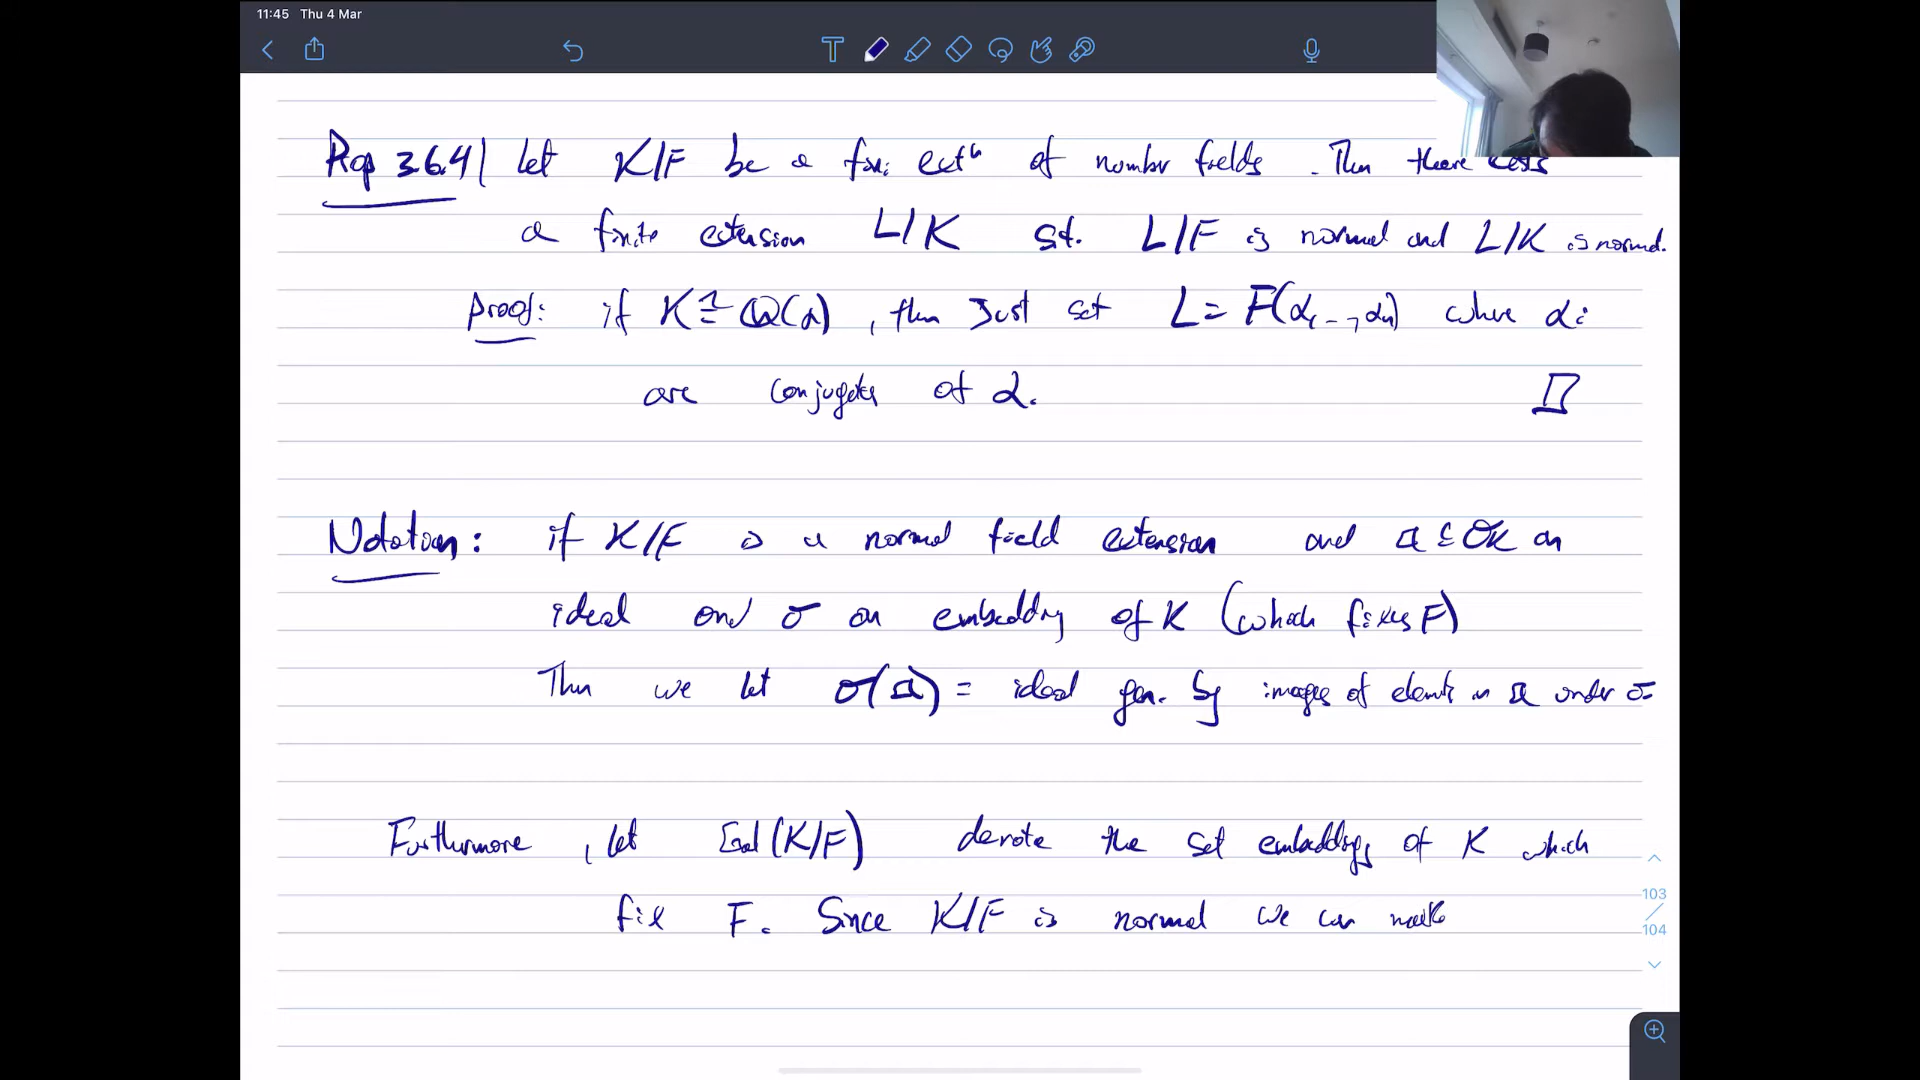 11:45 Thu 4 Mar
Prop 3.6.4 | Let K/F be a fin. extn of number fields. Then there
a finite extension L/K st. L/F is normal and L/K is normal.
Proof: if K ≅ Q(α), then Just set L = F(α1, --, αn) where αi
are conjugates of α.
Notation: if K/F is a normal field extension and a ⊆ OK an
ideal and σ an embedding of K (which fixes F)
Then we let σ(a) = ideal gen. by images of elements in a under σ
Furthermore, let Gal(K/F) denote the set embeddings of K which
fix F. Since K/F is normal we can make
103
104